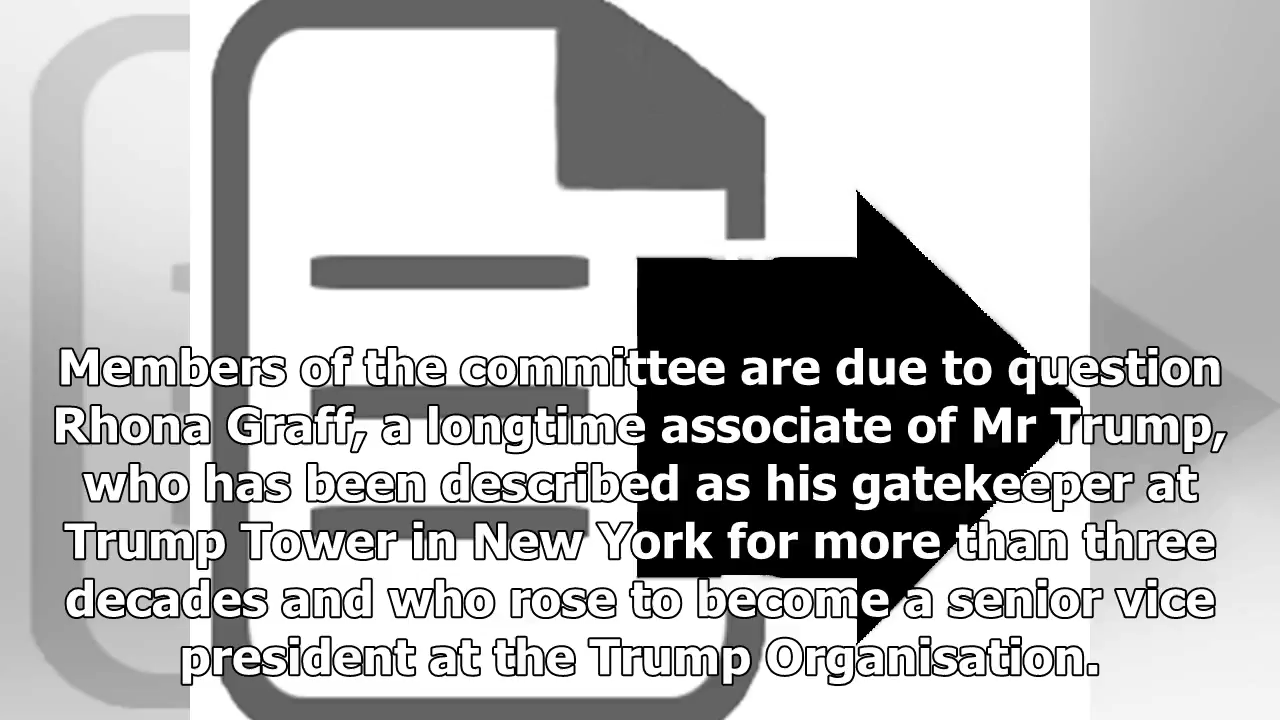 Members of the committee are due to question
Rhona Graff, a longtime associate of Mr Trump,
who has been described as his gatekeeper at
Trump Tower in New York for more than three
decades and who rose to become a senior vice
president at the Trump Organisation.